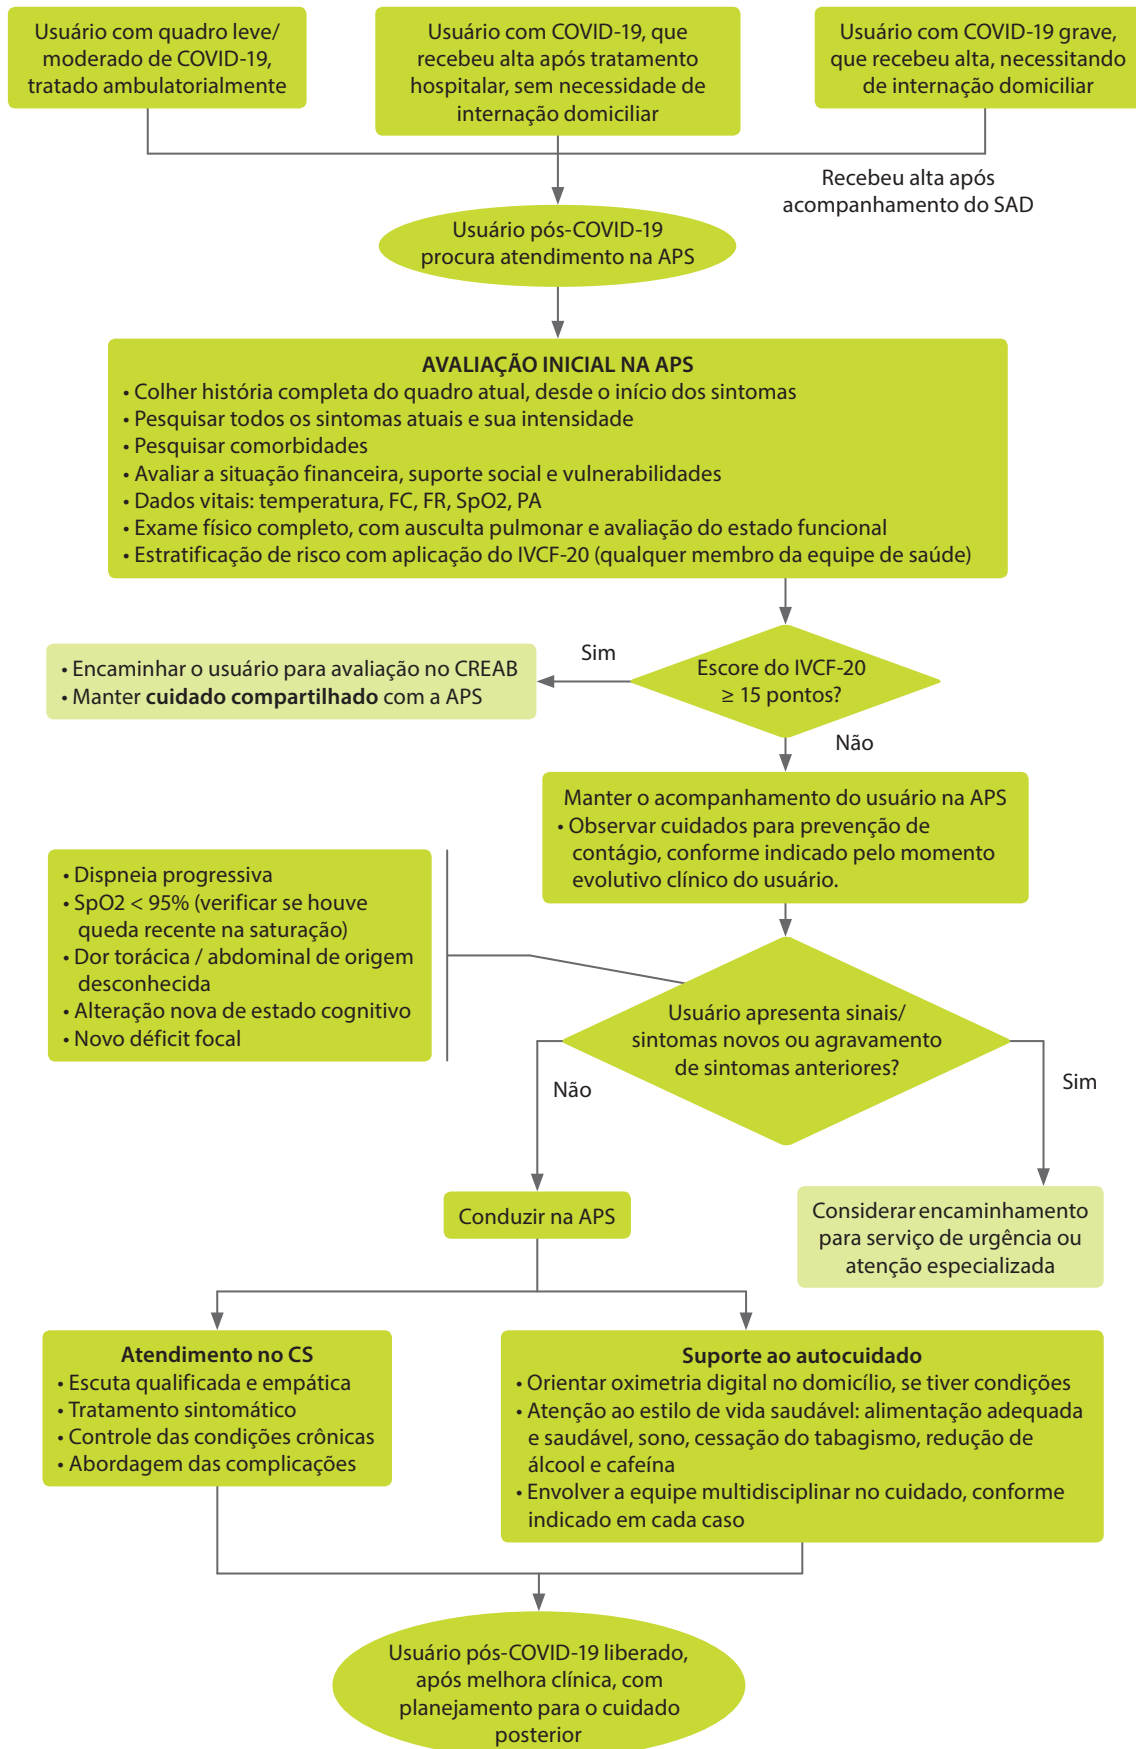 Usuário com quadro leve/
moderado de COVID-19,
tratado ambulatorialmente
Usuário com COVID-19, que
recebeu alta após tratamento
hospitalar, sem necessidade de
internação domiciliar
Usuário com COVID-19 grave,
que recebeu alta, necessitando
de internação domiciliar
Recebeu alta após
acompanhamento do SAD
Usuário pós-COVID-19
procura atendimento na APS
AVALIAÇÃO INICIAL NA APS
• Colher história completa do quadro atual, desde o início dos sintomas
• Pesquisar todos os sintomas atuais e sua intensidade
• Pesquisar comorbidades
• Avaliar a situação financeira, suporte social e vulnerabilidades
• Dados vitais: temperatura, FC, FR, SpO2, PA
• Exame físico completo, com ausculta pulmonar e avaliação do estado funcional
• Estratificação de risco com aplicação do IVCF-20 (qualquer membro da equipe de saúde)
Escore do IVCF-20
≥ 15 pontos?
Sim
• Encaminhar o usuário para avaliação no CREAB
• Manter cuidado compartilhado com a APS
Não
Manter o acompanhamento do usuário na APS
• Observar cuidados para prevenção de
contágio, conforme indicado pelo momento
evolutivo clínico do usuário.
• Dispneia progressiva
• SpO2 < 95% (verificar se houve
queda recente na saturação)
• Dor torácica / abdominal de origem
desconhecida
• Alteração nova de estado cognitivo
• Novo déficit focal
Usuário apresenta sinais/
sintomas novos ou agravamento
de sintomas anteriores?
Não
Sim
Conduzir na APS
Considerar encaminhamento
para serviço de urgência ou
atenção especializada
Atendimento no CS
• Escuta qualificada e empática
• Tratamento sintomático
• Controle das condições crônicas
• Abordagem das complicações
Suporte ao autocuidado
• Orientar oximetria digital no domicílio, se tiver condições
• Atenção ao estilo de vida saudável: alimentação adequada
e saudável, sono, cessação do tabagismo, redução de
álcool e cafeína
• Envolver a equipe multidisciplinar no cuidado, conforme
indicado em cada caso
Usuário pós-COVID-19 liberado,
após melhora clínica, com
planejamento para o cuidado
posterior